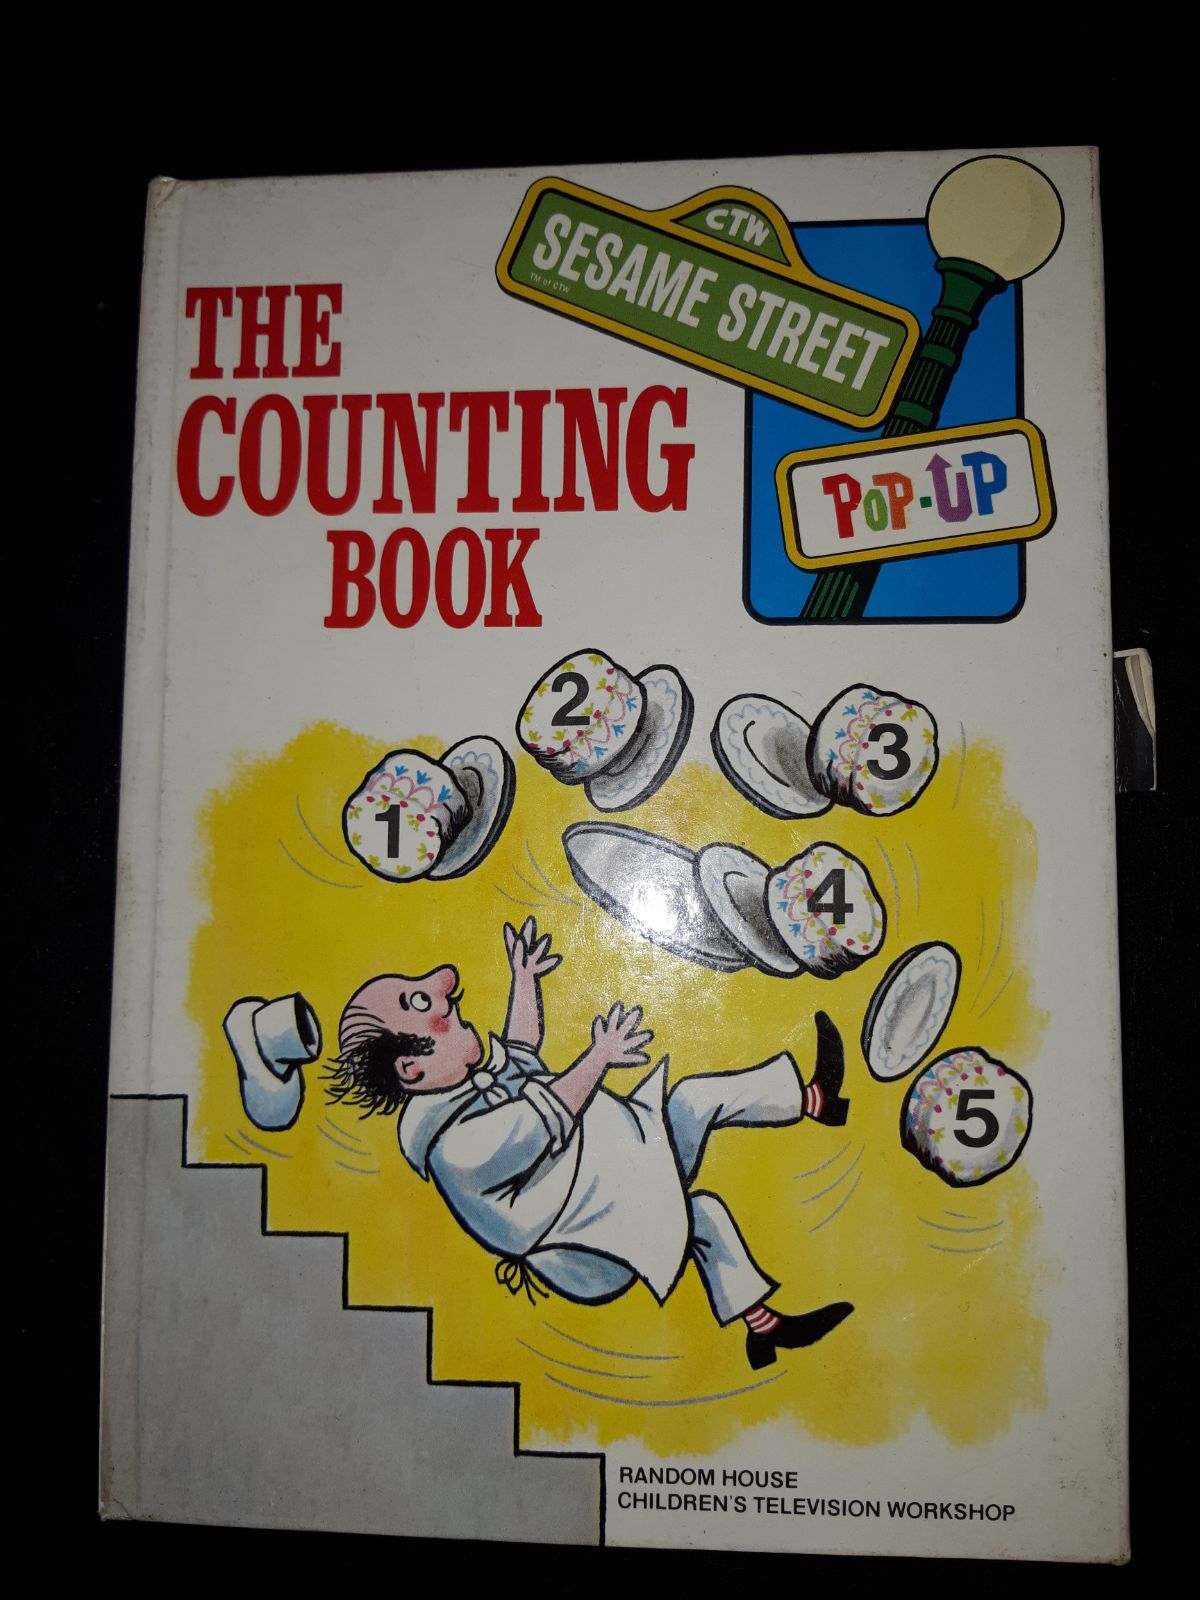 CTW
SESAME STREET
TM of CTW
THE
COUNTING
BOOK
POP-UP
1
2
3
4
5
RANDOM HOUSE
CHILDREN'S TELEVISION WORKSHOP